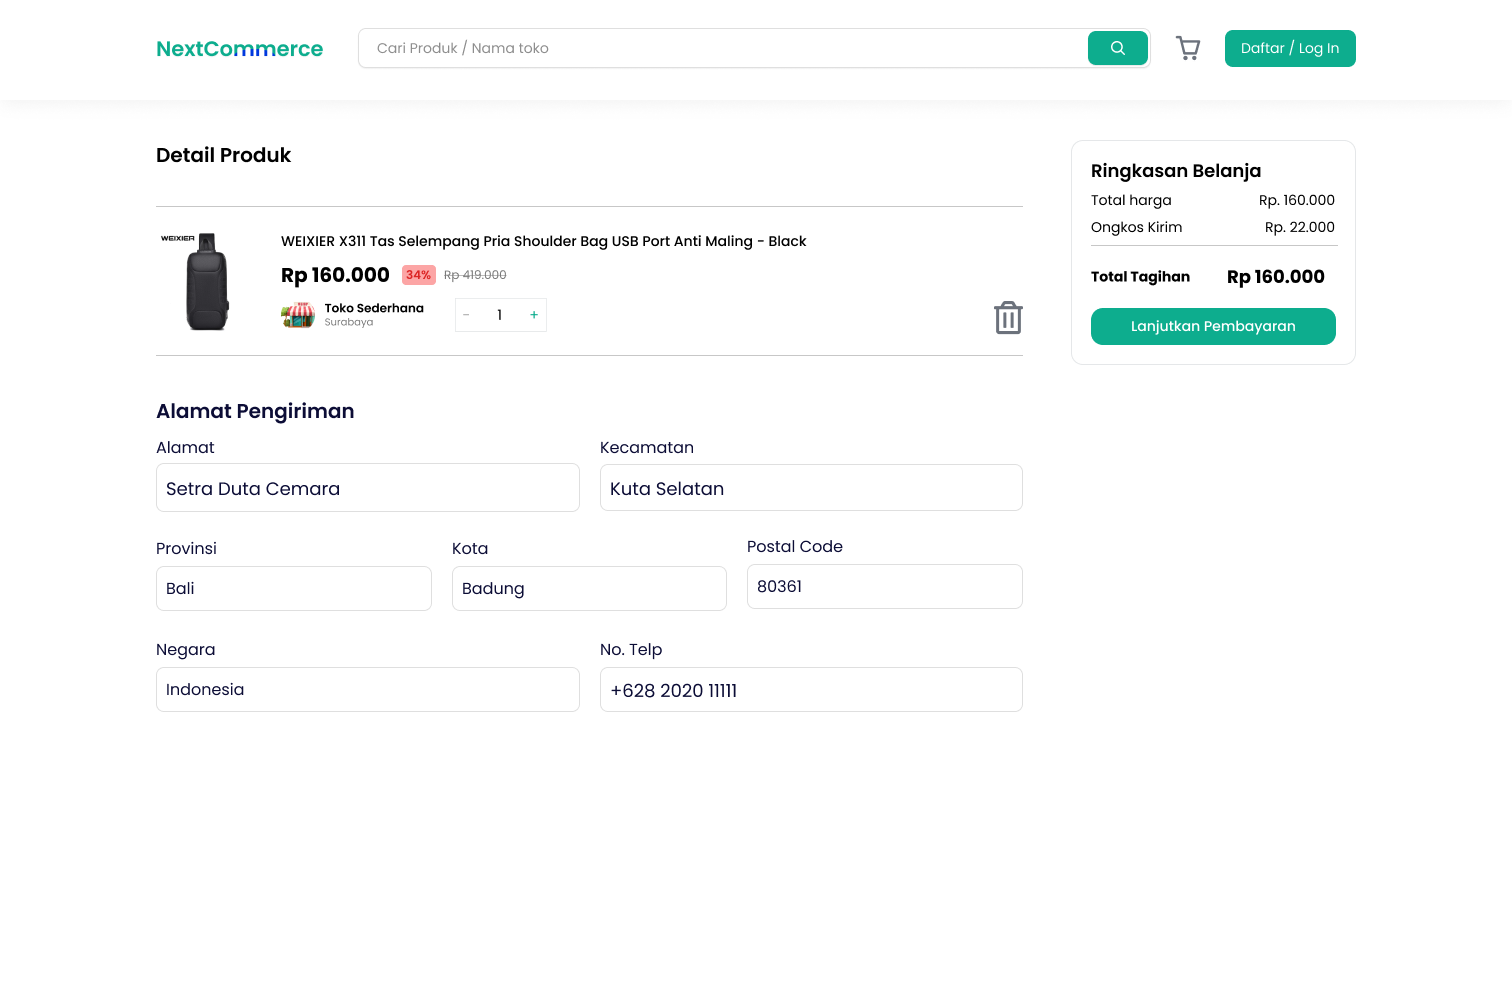 NextCommerce
Cari Produk / Nama toko
Daftar / Log In
Detail Produk
WEIXIER
WEIXIER X311 Tas Selempang Pria Shoulder Bag USB Port Anti Maling - Black
Rp 160.000 34% Rp 419.000
Toko Sederhana
Surabaya
- 1 +
Ringkasan Belanja
Total harga Rp. 160.000
Ongkos Kirim Rp. 22.000
Total Tagihan Rp 160.000
Lanjutkan Pembayaran
Alamat Pengiriman
Alamat
Setra Duta Cemara
Kecamatan
Kuta Selatan
Provinsi
Bali
Kota
Badung
Postal Code
80361
Negara
Indonesia
No. Telp
+628 2020 11111